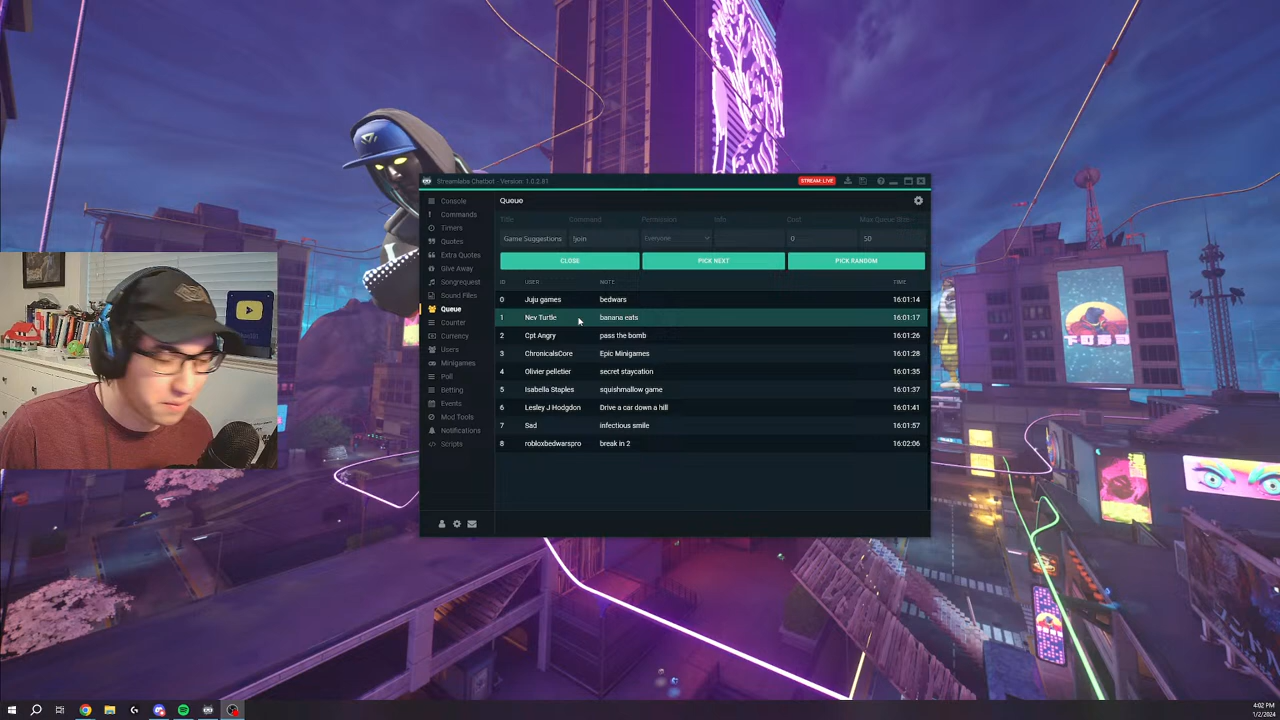 Streamlabs Chatbot - Version: 1.0.2.81
STREAM: LIVE
Console
Commands
Timers
Quotes
Extra Quotes
Give Away
Songrequest
Sound Files
Queue
Counter
Currency
Users
Minigames
Poll
Betting
Events
Mod Tools
Notifications
Scripts
Queue
Title Command Permission Info Cost Max Queue Size
Game Suggestions !join Everyone 0 50
CLOSE PICK NEXT PICK RANDOM
ID USER NOTE TIME
0 Juju games bedwars 16:01:14
1 Nev Turtle banana eats 16:01:17
2 Cpt Angry pass the bomb 16:01:26
3 ChronicalsCore Epic Minigames 16:01:28
4 Olivier pelletier secret staycation 16:01:35
5 Isabella Staples squishmallow game 16:01:37
6 Lesley J Hodgdon Drive a car down a hill 16:01:41
7 Sad infectious smile 16:01:57
8 robloxbedwarspro break in 2 16:02:06
4:02 PM
1/2/2024